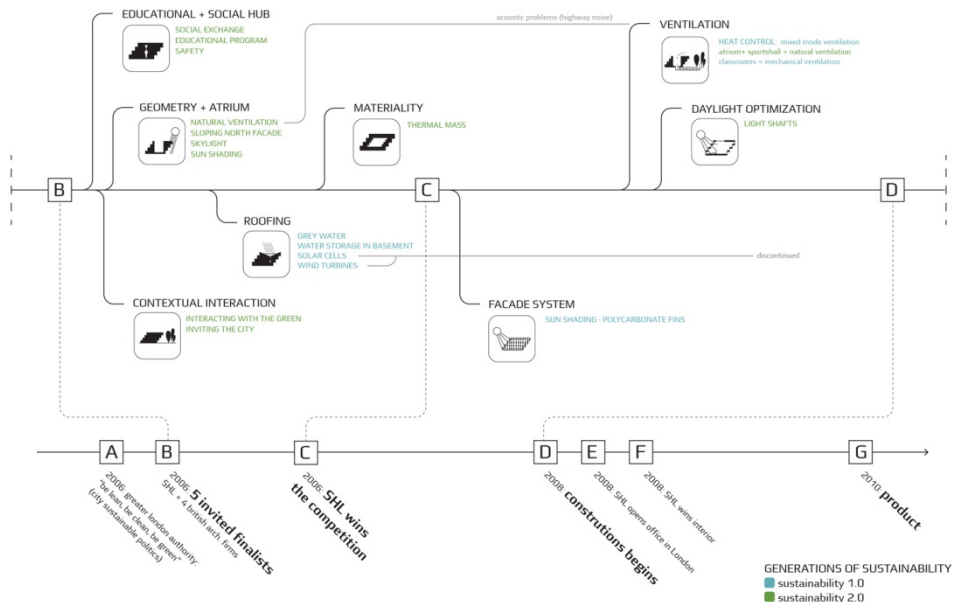 EDUCATIONAL + SOCIAL HUB
SOCIAL EXCHANGE
EDUCATIONAL PROGRAM
SAFETY
acoustic problems (highway noise)
VENTILATION
HEAT CONTROL: mixed mode ventilation
atrium+ sportshall = natural ventilation
classrooms = mechanical ventilation
GEOMETRY + ATRIUM
NATURAL VENTILATION
SLOPING NORTH FACADE
SKYLIGHT
SUN SHADING
MATERIALITY
THERMAL MASS
DAYLIGHT OPTIMIZATION
LIGHT SHAFTS
B
C
D
ROOFING
GREY WATER
WATER STORAGE IN BASEMENT
SOLAR CELLS
WIND TURBINES
discontinued
CONTEXTUAL INTERACTION
INTERACTING WITH THE GREEN
INVITING THE CITY
FACADE SYSTEM
SUN SHADING - POLYCARBONATE FINS
A
B
C
D
E
F
G
2006: greater london authority:
"be lean, be clean, be green"
(city sustainable politics)
2006: 5 invited finalists
SHL + 4 british arch. firms
2006: SHL wins
the competition
2008: construtions begins
2008: SHL opens office in London
2008: SHL wins interior
2010: product
GENERATIONS OF SUSTAINABILITY
sustainability 1.0
sustainability 2.0